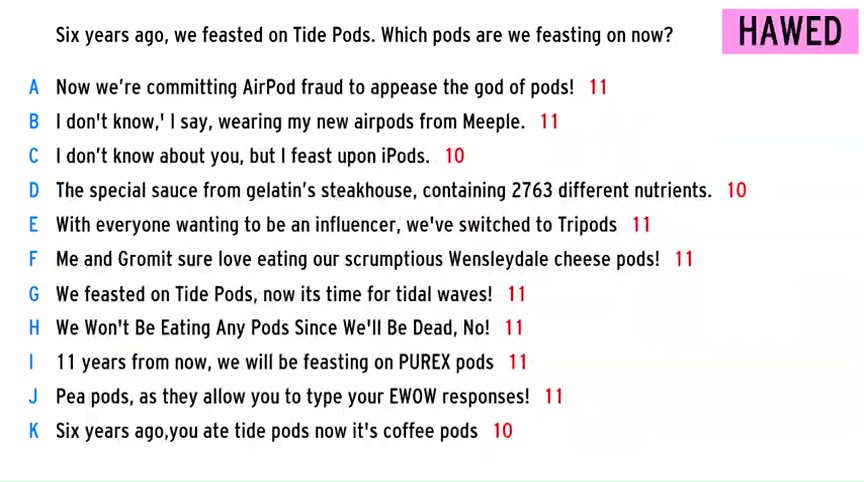 Six years ago, we feasted on Tide Pods. Which pods are we feasting on now?
HAWED
A Now we're committing AirPod fraud to appease the god of pods! 11
B I don't know,' I say, wearing my new airpods from Meeple. 11
C I don't know about you, but I feast upon iPods. 10
D The special sauce from gelatin's steakhouse, containing 2763 different nutrients. 10
E With everyone wanting to be an influencer, we've switched to Tripods 11
F Me and Gromit sure love eating our scrumptious Wensleydale cheese pods! 11
G We feasted on Tide Pods, now its time for tidal waves! 11
H We Won't Be Eating Any Pods Since We'll Be Dead, No! 11
I 11 years from now, we will be feasting on PUREX pods 11
J Pea pods, as they allow you to type your EWOW responses! 11
K Six years ago,you ate tide pods now it's coffee pods 10